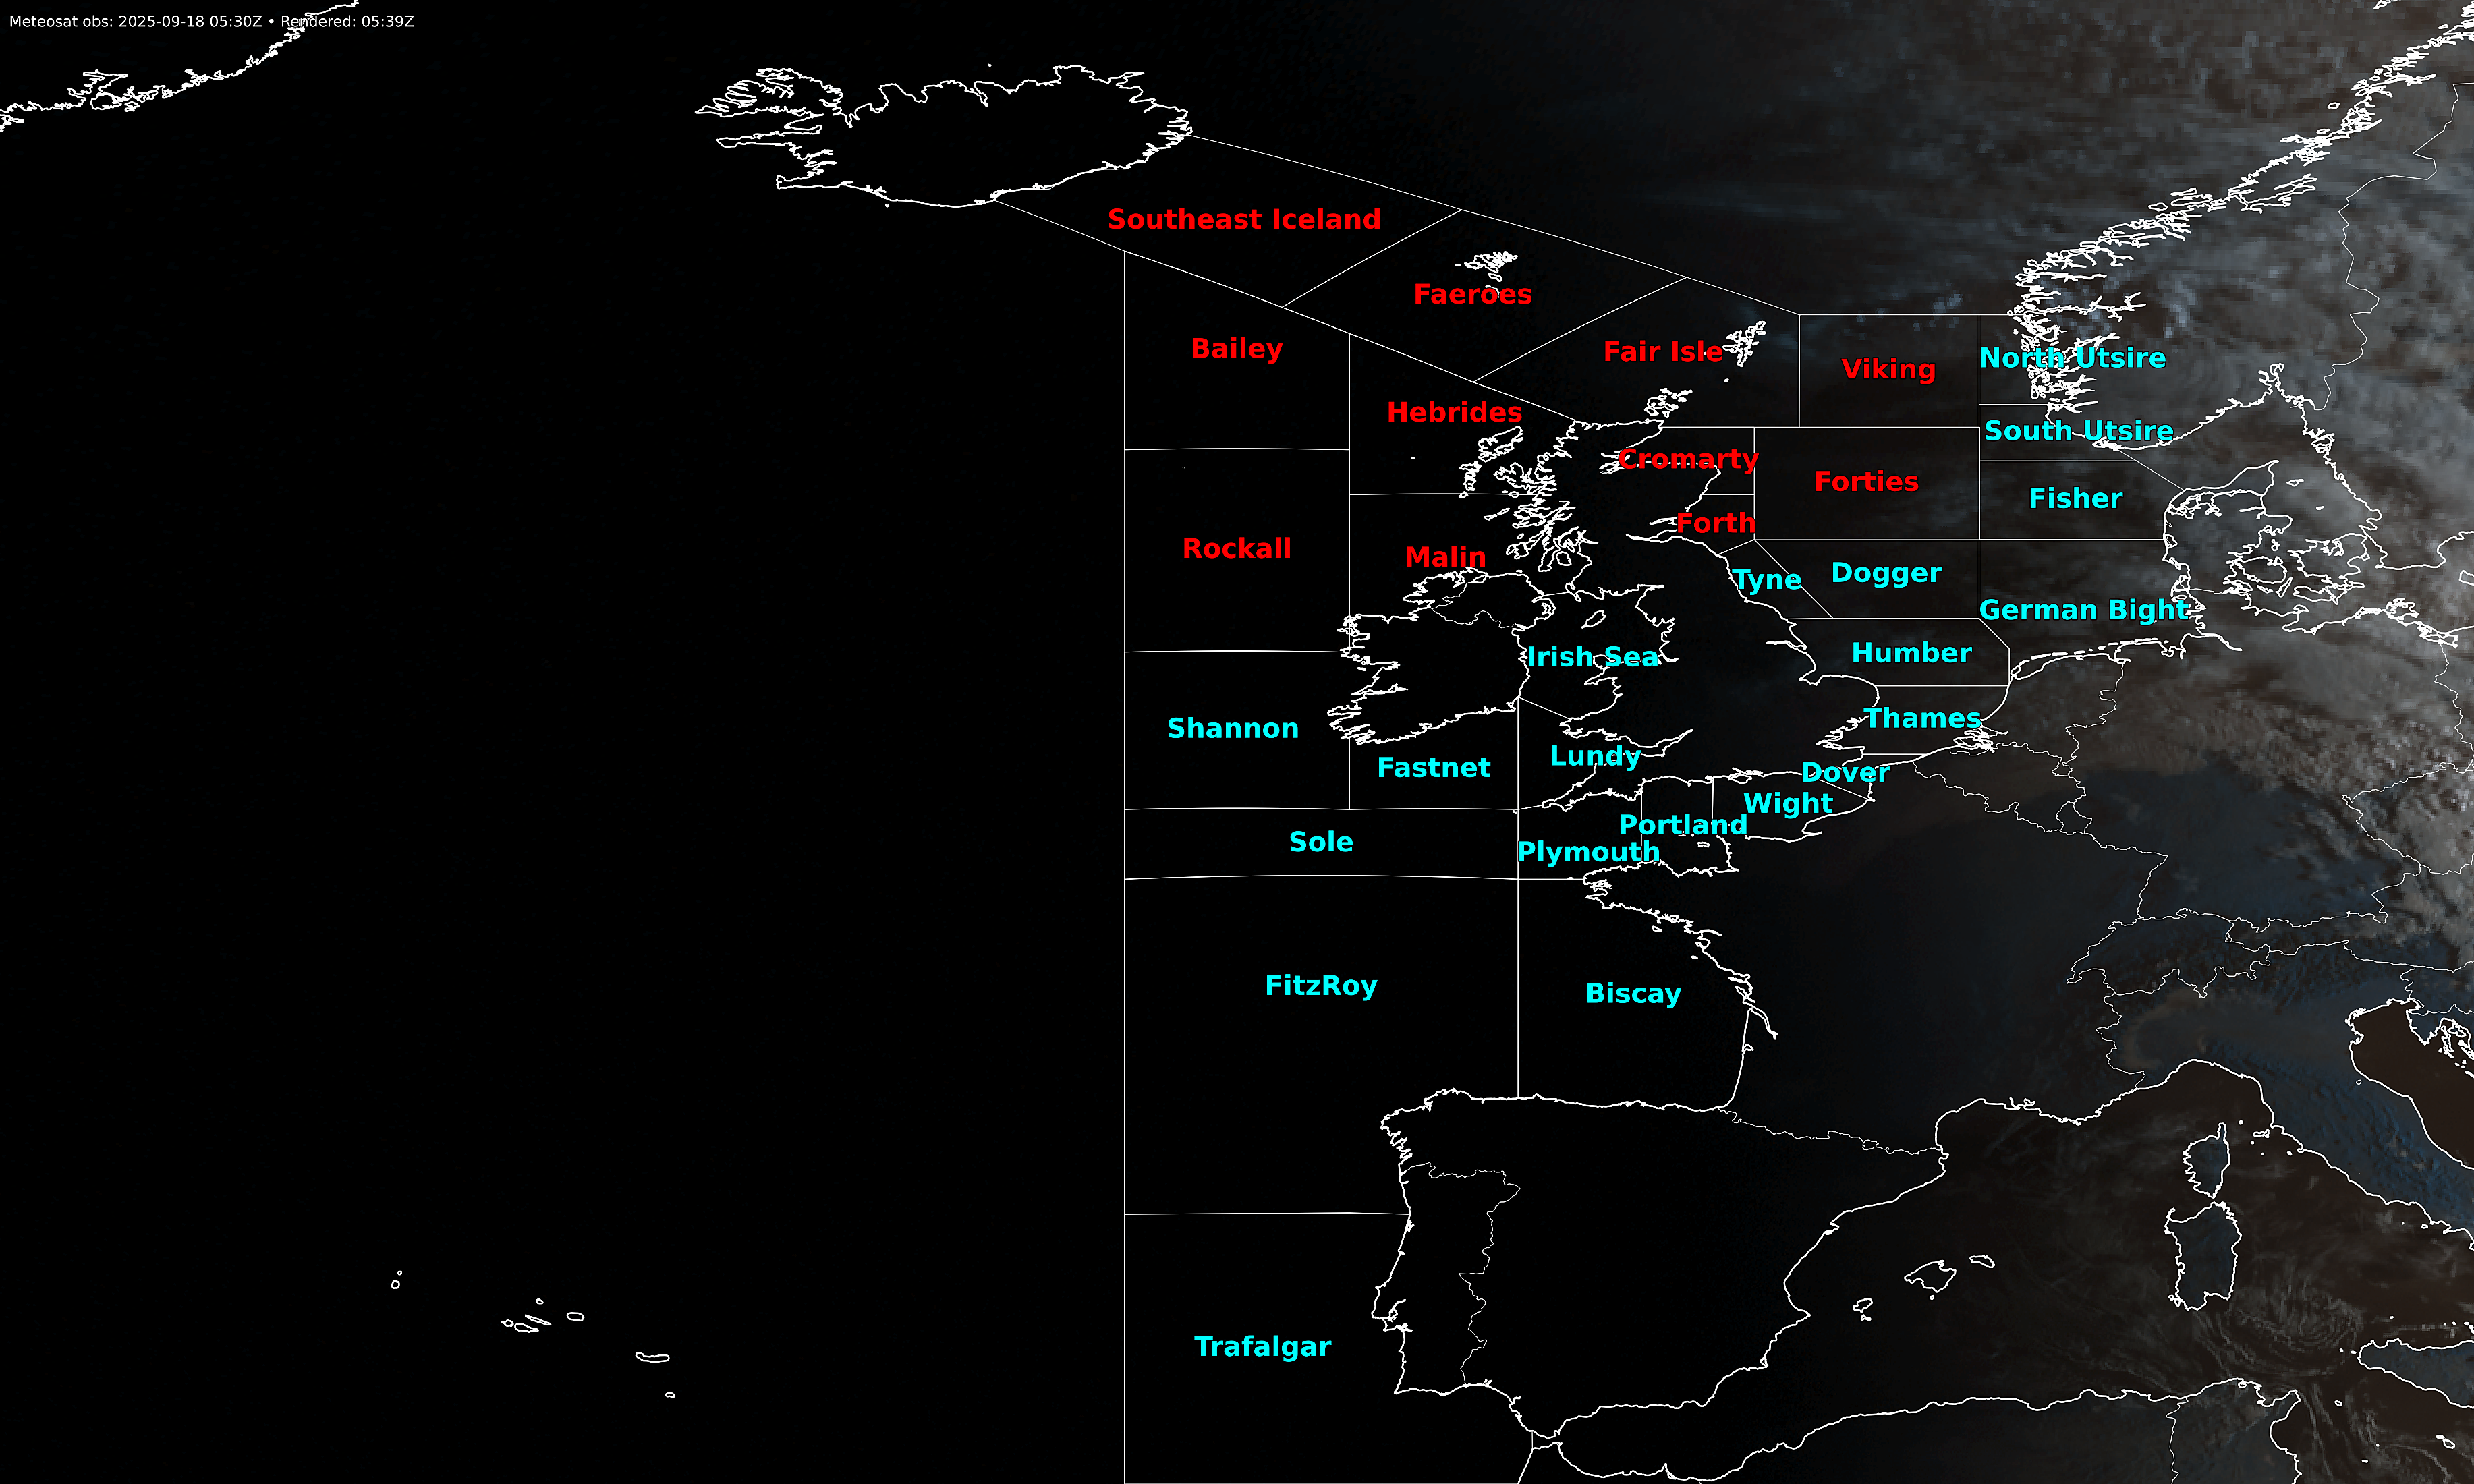 Meteosat obs: 2025-09-18 05:30Z • Rendered: 05:39Z
Southeast Iceland
Faeroes
Bailey
Fair Isle
Viking
North Utsire
Hebrides
South Utsire
Cromarty
Forties
Fisher
Forth
Rockall
Malin
Tyne
Dogger
German Bight
Irish Sea
Humber
Shannon
Thames
Fastnet
Lundy
Dover
Wight
Portland
Sole
Plymouth
FitzRoy
Biscay
Trafalgar